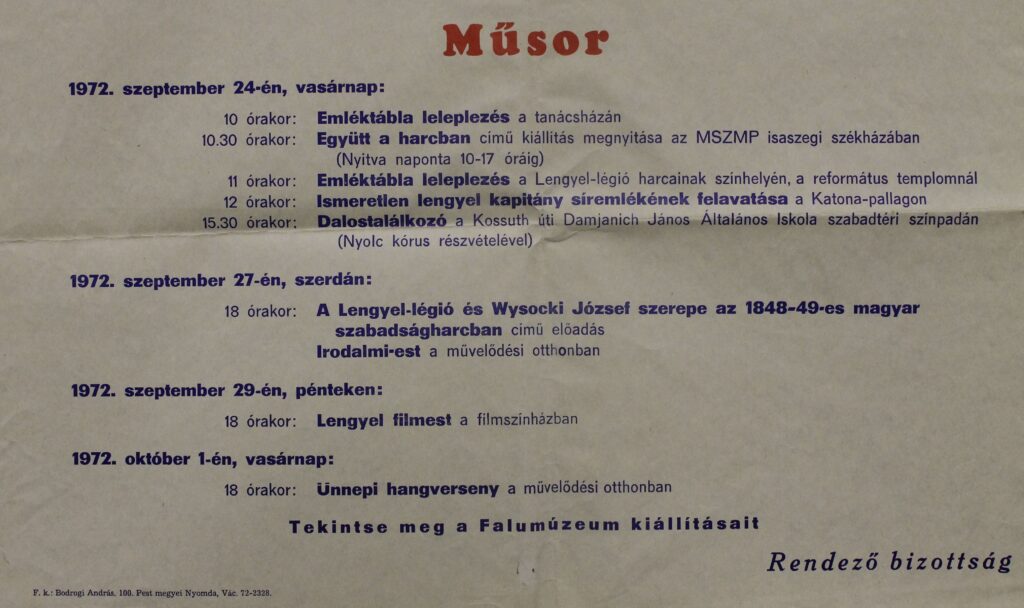 Műsor
1972. szeptember 24-én, vasárnap:
10 órakor: Emléktábla leleplezés a tanácsházán
10.30 órakor: Együtt a harcban című kiállítás megnyitása az MSZMP isaszegi székházában
(Nyitva naponta 10-17 óráig)
11 órakor: Emléktábla leleplezés a Lengyel-légió harcainak színhelyén, a református templomnál
12 órakor: Ismeretlen lengyel kapitány síremlékének felavatása a Katona-pallagon
15.30 órakor: Dalostalálkozó a Kossuth úti Damjanich János Általános Iskola szabadtéri színpadán
(Nyolc kórus részvételével)
1972. szeptember 27-én, szerdán:
18 órakor: A Lengyel-légió és Wysocki József szerepe az 1848-49-es magyar
szabadságharcban című előadás
Irodalmi-est a művelődési otthonban
1972. szeptember 29-én, pénteken:
18 órakor: Lengyel filmest a filmszínházban
1972. október 1-én, vasárnap:
18 órakor: Ünnepi hangverseny a művelődési otthonban
Tekintse meg a Falumúzeum kiállításait
Rendező bizottság
F. k.: Bodrogi András. 100. Pest megyei Nyomda, Vác. 72-2328.